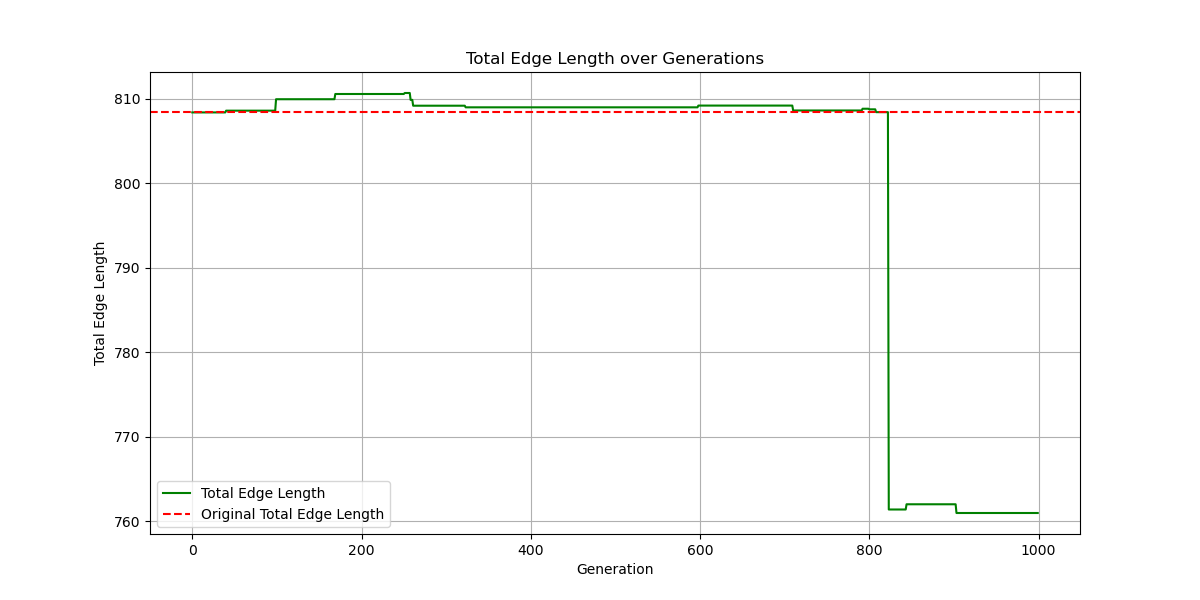 Total Edge Length over Generations
810
800
790
780
770
760
Total Edge Length
Total Edge Length
Original Total Edge Length
0 200 400 600 800 1000
Generation